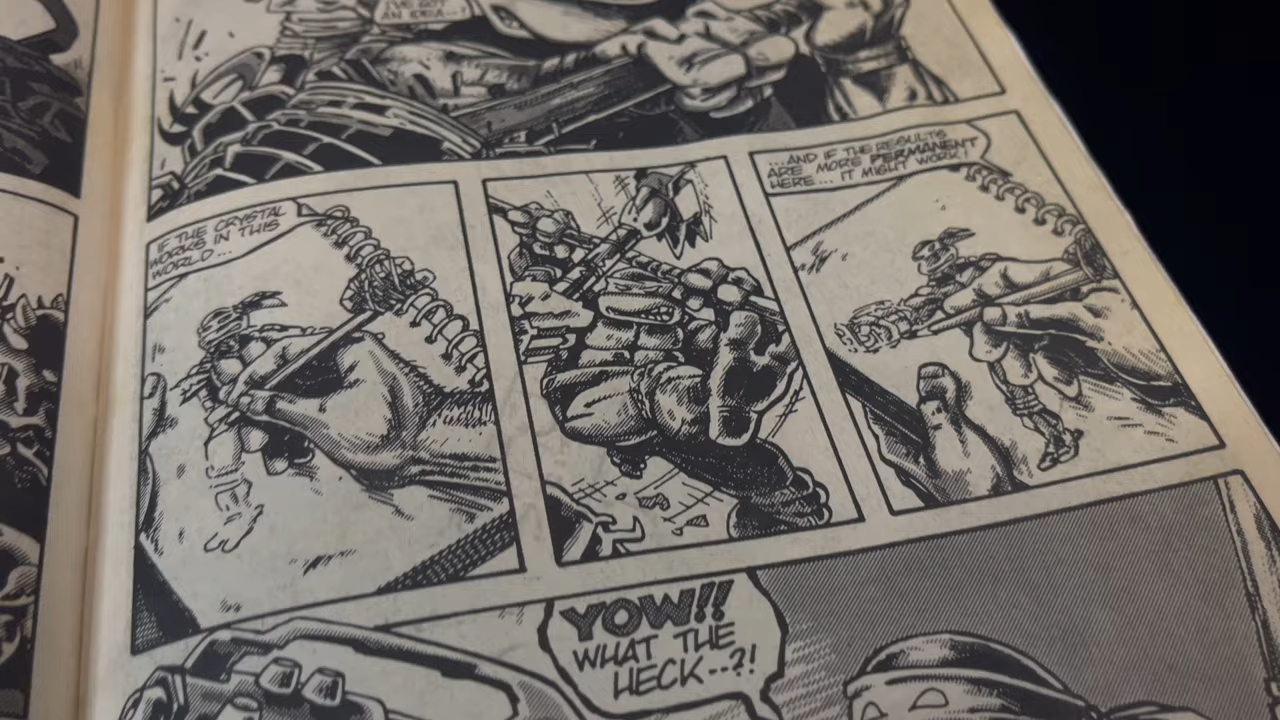 I'VE GOT
AN IDEA...!
IF THE CRYSTAL
WORKS IN THIS
WORLD...
...AND IF THE RESULTS
ARE MORE PERMANENT
HERE... IT MIGHT WORK!
YOW!!
WHAT THE
HECK--?!